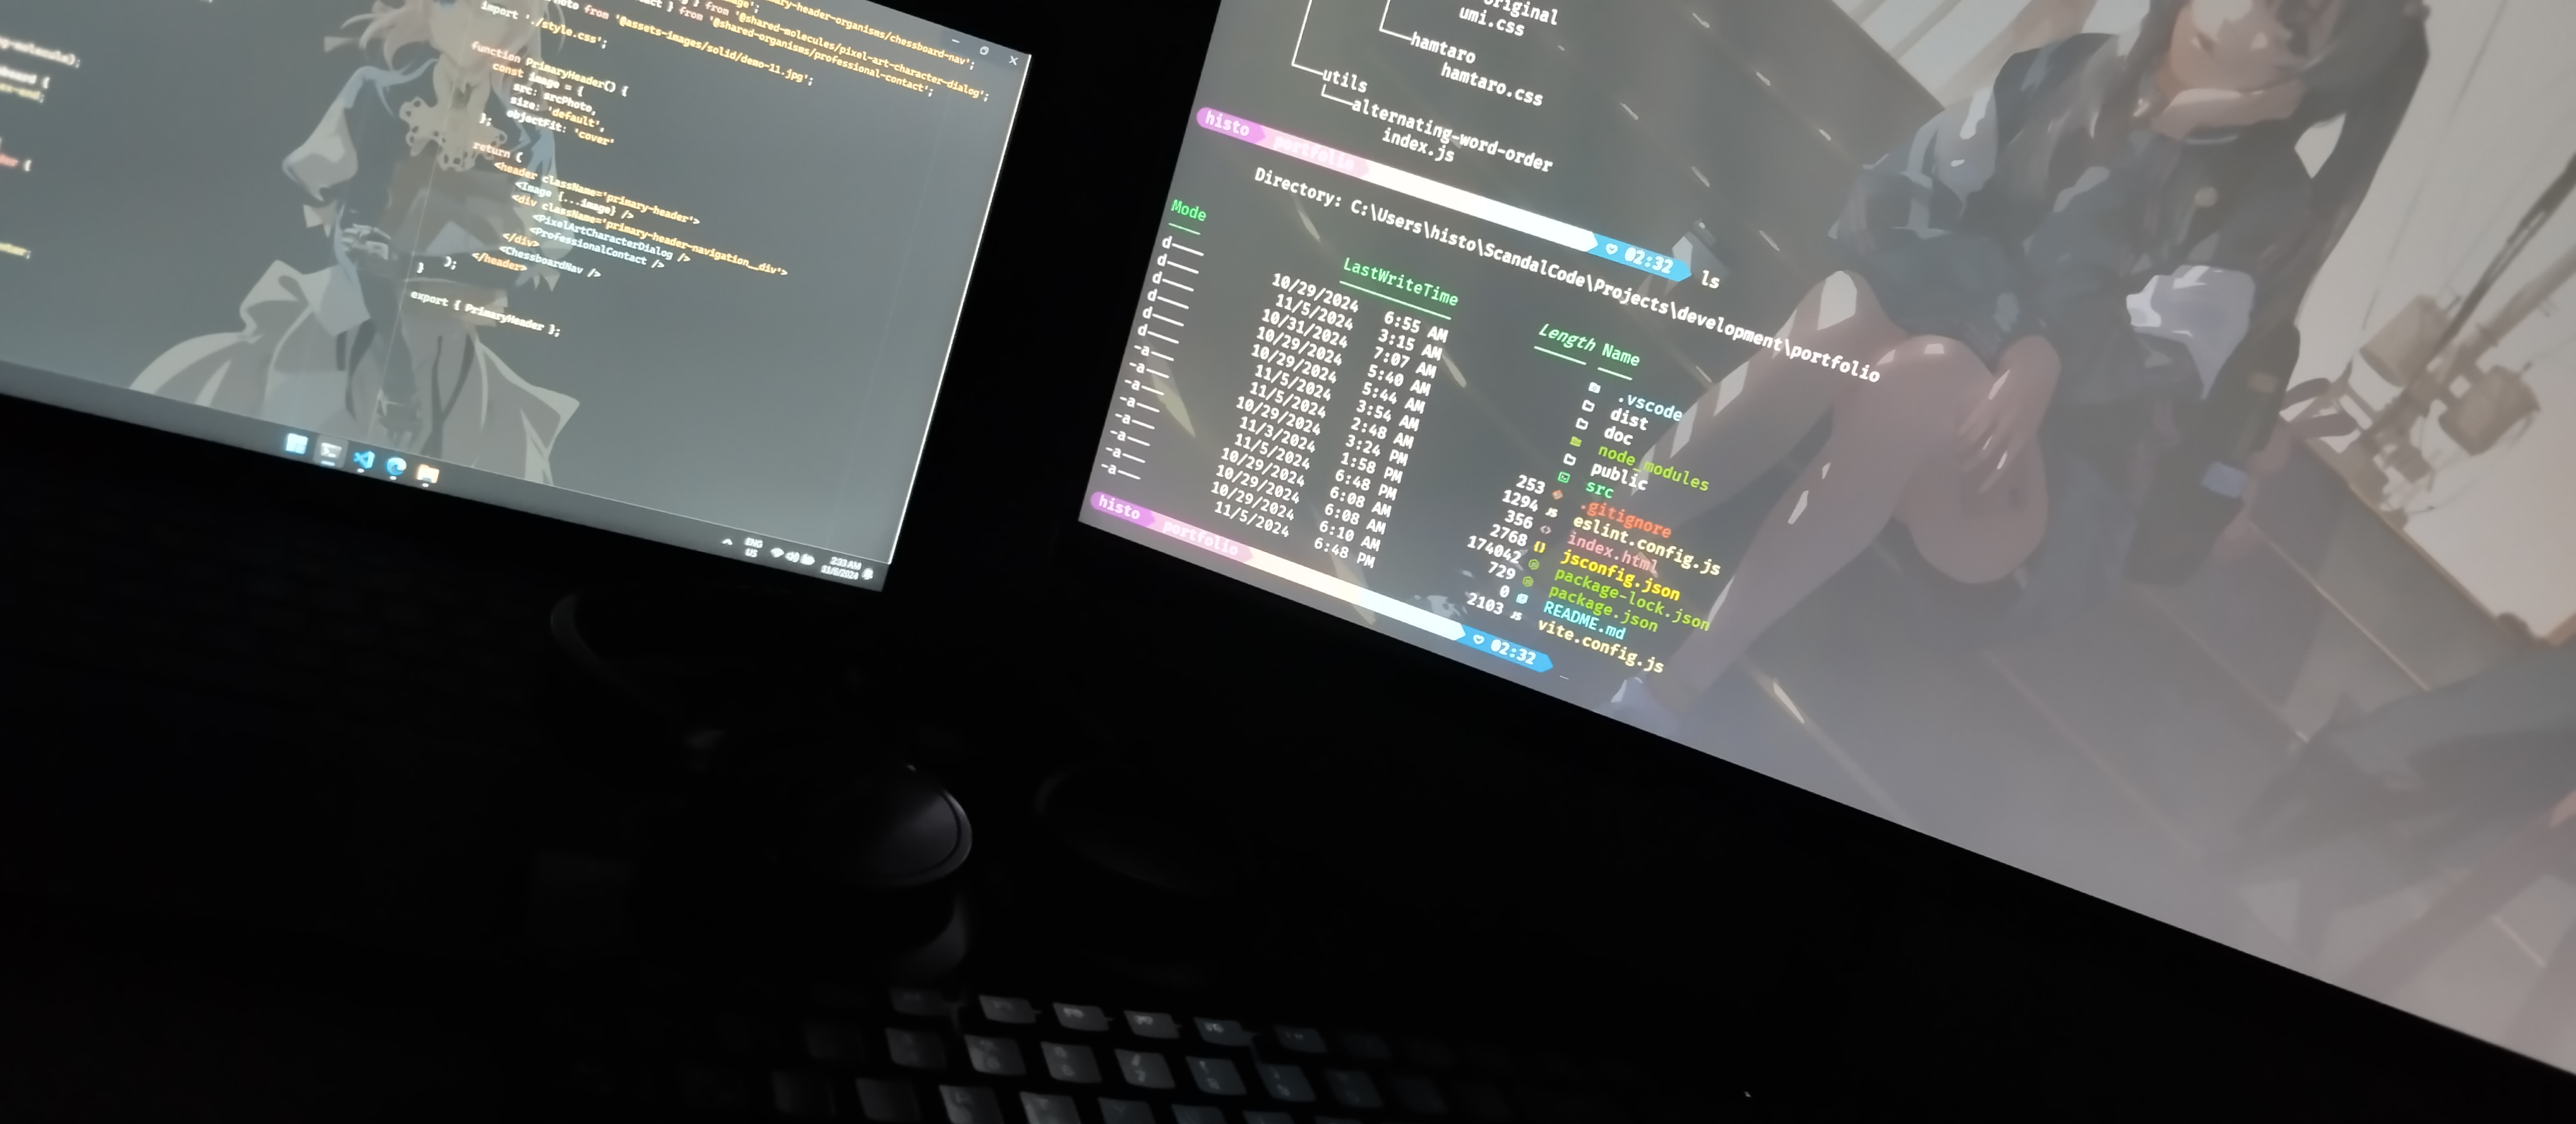 primary-header-organisms/chessboard-nav';
from '@shared-molecules/pixel-art-character-dialog';
} from '@shared-organisms/professional-contact';
from '@assets-images/solid/demo-11.jpg';
import './style.css';
function PrimaryHeader() {
const image = {
src: srcPhoto,
size: 'default',
objectFit: 'cover'
};
return (
<header className='primary-header'>
<Image {...image} />
<div className='primary-header-navigation__div'>
<PixelArtCharacterDialog />
<ProfessionalContact />
</div>
<ChessboardNav />
</header>
);
}
export { PrimaryHeader };
ENG
US
2:33 AM
11/6/2024
original
umi.css
hamtaro
hamtaro.css
utils
alternating-word-order
index.js
histo portfolio 02:32 ls
Directory: C:\Users\histo\ScandalCode\Projects\development\portfolio
Mode LastWriteTime Length Name
d---- 10/29/2024 6:55 AM .vscode
d---- 11/5/2024 3:15 AM dist
d---- 10/31/2024 7:07 AM doc
d---- 10/29/2024 5:40 AM node_modules
d---- 10/29/2024 5:44 AM public
d---- 11/5/2024 3:54 AM src
-a--- 11/5/2024 2:48 AM 253 .gitignore
-a--- 10/29/2024 3:24 PM 1294 eslint.config.js
-a--- 11/3/2024 1:58 PM 356 index.html
-a--- 11/5/2024 6:48 PM 2768 jsconfig.json
-a--- 10/29/2024 6:08 AM 174042 package-lock.json
-a--- 10/29/2024 6:08 AM 729 package.json
-a--- 10/29/2024 6:10 AM 0 README.md
-a--- 11/5/2024 6:48 PM 2103 vite.config.js
histo portfolio 02:32